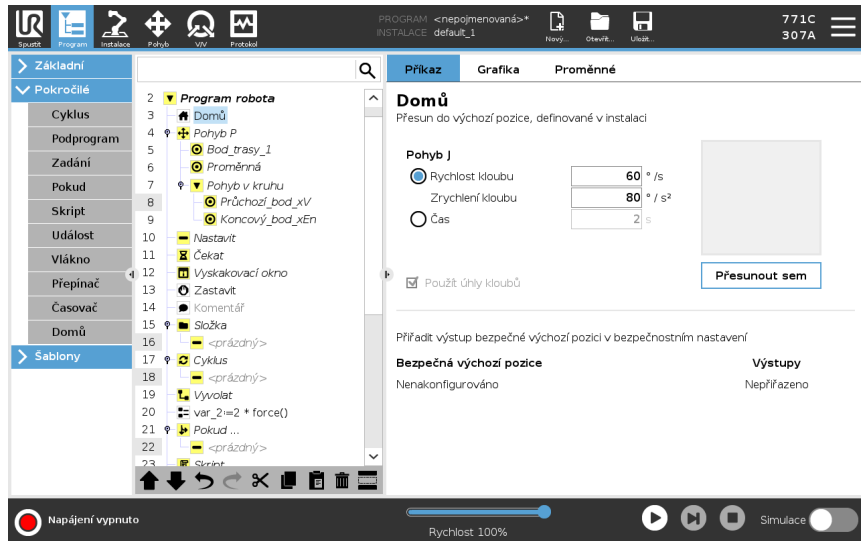 PROGRAM <nepojmenovaná>*
INSTALACE default_1
771C
307A
Spustit Program Instalace Pohyb V/V Protokol
Nový... Otevřít... Uložit...
Základní
Pokročilé
Cyklus
Podprogram
Zadání
Pokud
Skript
Událost
Vlákno
Přepínač
Časovač
Domů
Šablony
2 Program robota
3 Domů
4 Pohyb P
5 Bod_trasy_1
6 Proměnná
7 Pohyb v kruhu
8 Průchozí_bod_xV
9 Koncový_bod_xEn
10 Nastavit
11 Čekat
12 Vyskakovací okno
13 Zastavit
14 Komentář
15 Složka
16 <prázdný>
17 Cyklus
18 <prázdný>
19 Vyvolat
20 var_2:=2 * force()
21 Pokud ...
22 <prázdný>
23 Skript
Příkaz Grafika Proměnné
Domů
Přesun do výchozí pozice, definované v instalaci
Pohyb J
Rychlost kloubu 60 ° /s
Zrychlení kloubu 80 ° / s²
Čas 2 s
Použít úhly kloubů
Přesunout sem
Přiřadit výstup bezpečné výchozí pozici v bezpečnostním nastavení
Bezpečná výchozí pozice Výstupy
Nenakonfigurováno Nepřiřazeno
Napájení vypnuto
Rychlost 100%
Simulace